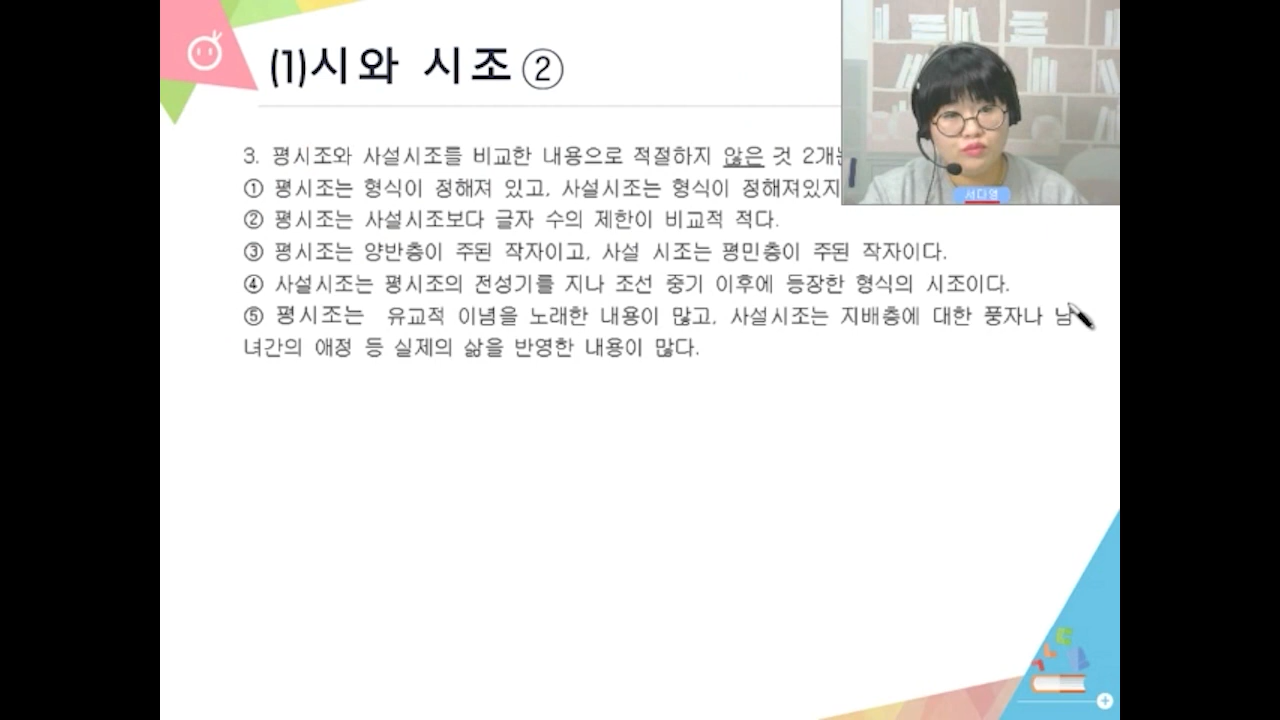 (1)시와 시조②
3. 평시조와 사설시조를 비교한 내용으로 적절하지 않은 것 2개는
① 평시조는 형식이 정해져 있고, 사설시조는 형식이 정해져있지
② 평시조는 사설시조보다 글자 수의 제한이 비교적 적다.
③ 평시조는 양반층이 주된 작자이고, 사설 시조는 평민층이 주된 작자이다.
④ 사설시조는 평시조의 전성기를 지나 조선 중기 이후에 등장한 형식의 시조이다.
⑤ 평시조는 유교적 이념을 노래한 내용이 많고, 사설시조는 지배층에 대한 풍자나 남
녀간의 애정 등 실제의 삶을 반영한 내용이 많다.
서더영